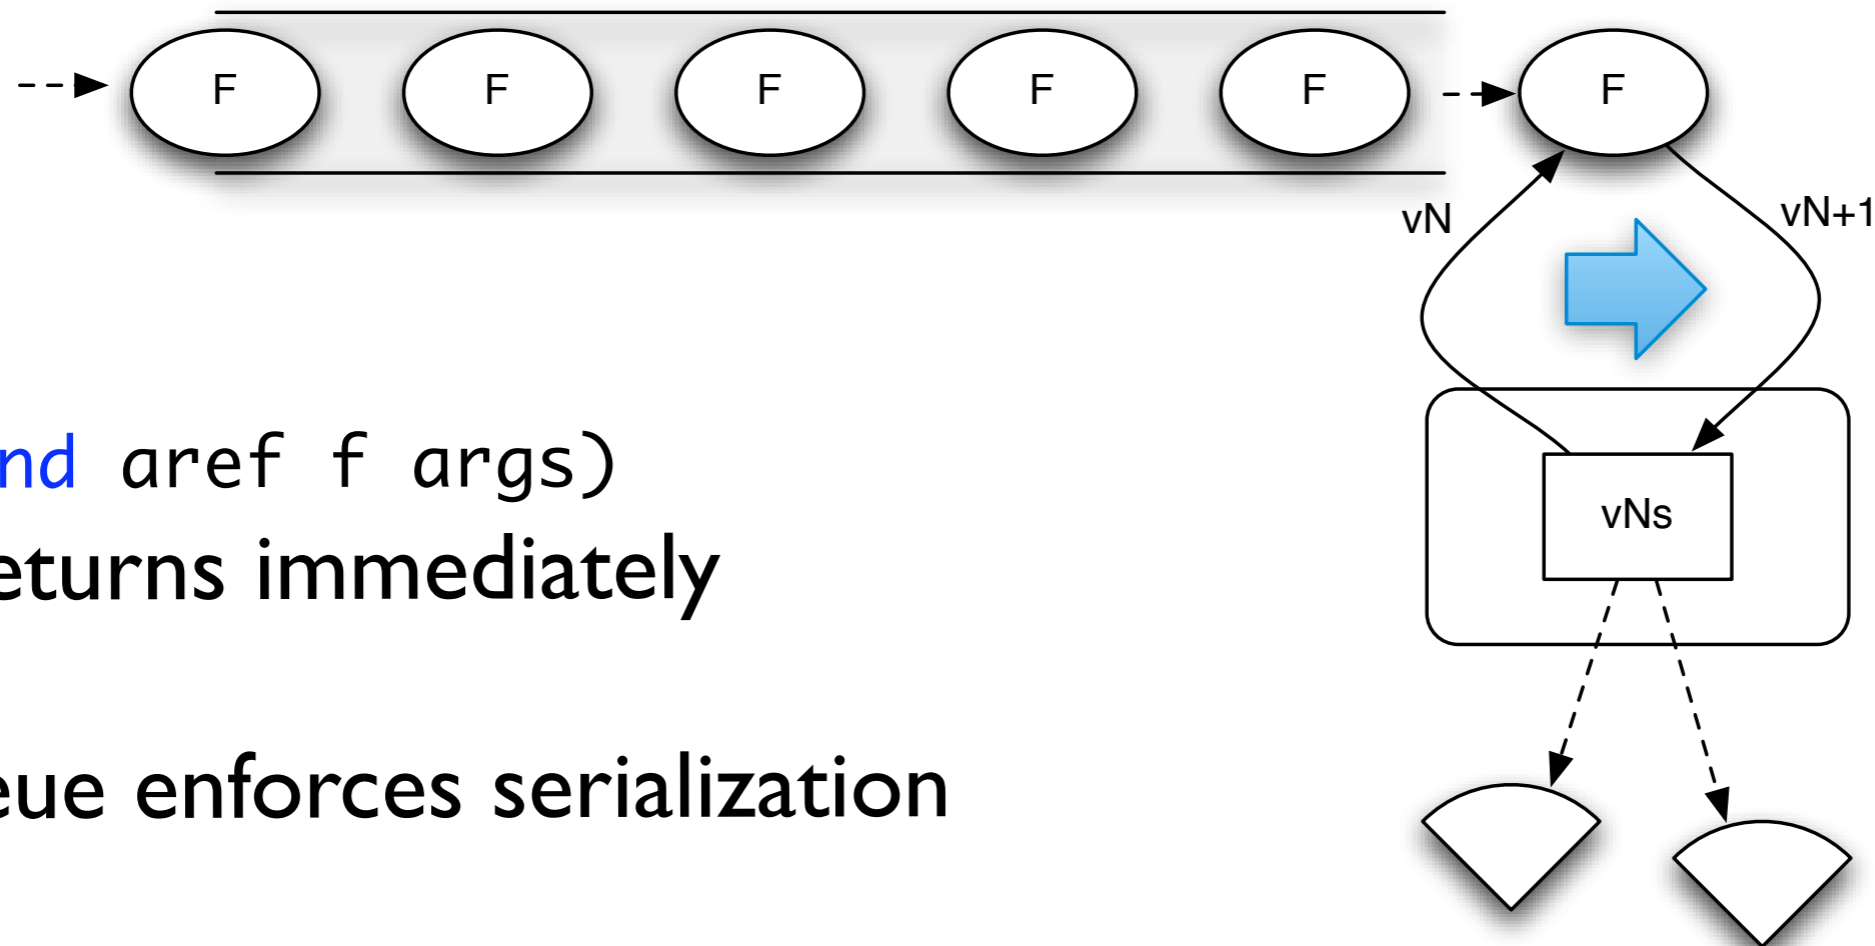 F F F F F F
vN vN+1
nd aref f args)
eturns immediately
vNs
eue enforces serialization